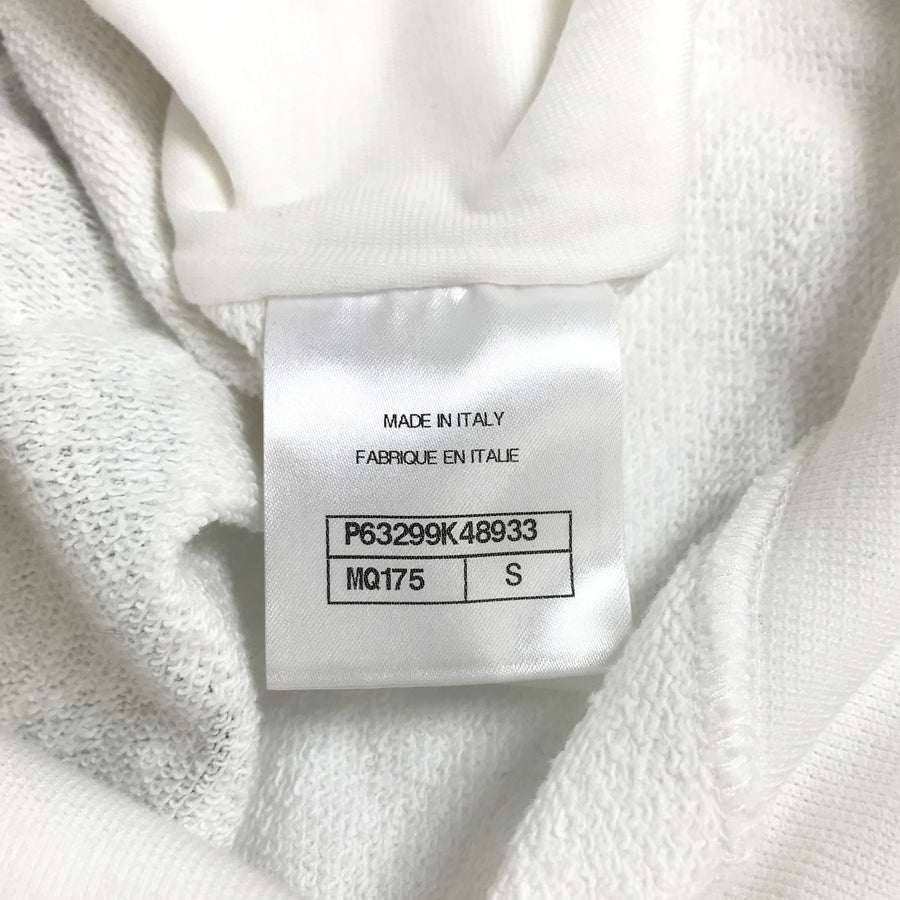 MADE IN ITALY
FABRIQUE EN ITALIE
P63299K48933
MQ175 S